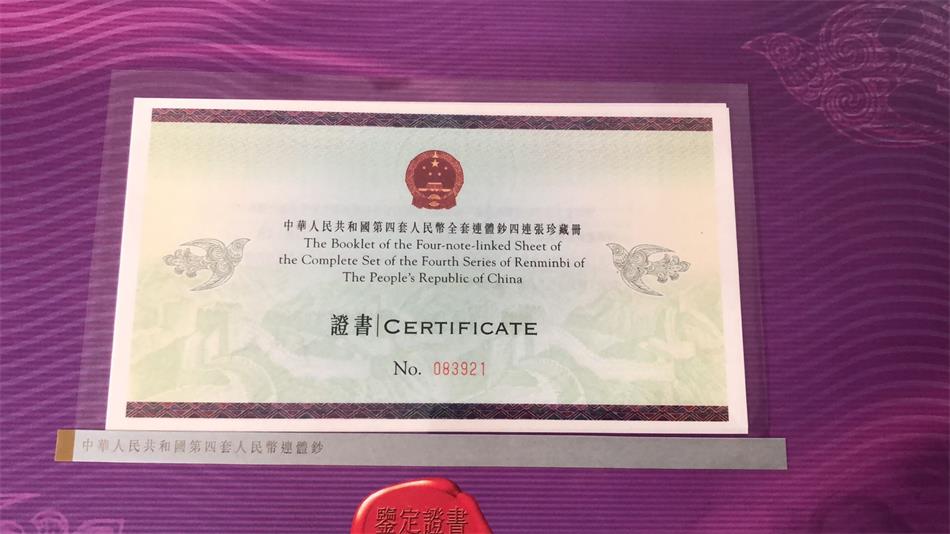 中華人民共和國第四套人民幣全套連體鈔四連張珍藏冊
The Booklet of the Four-note-linked Sheet of
the Complete Set of the Fourth Series of Renminbi of
The People's Republic of China
證書|CERTIFICATE
No. 083921
中華人民共和國第四套人民幣連體鈔
鑒定證書